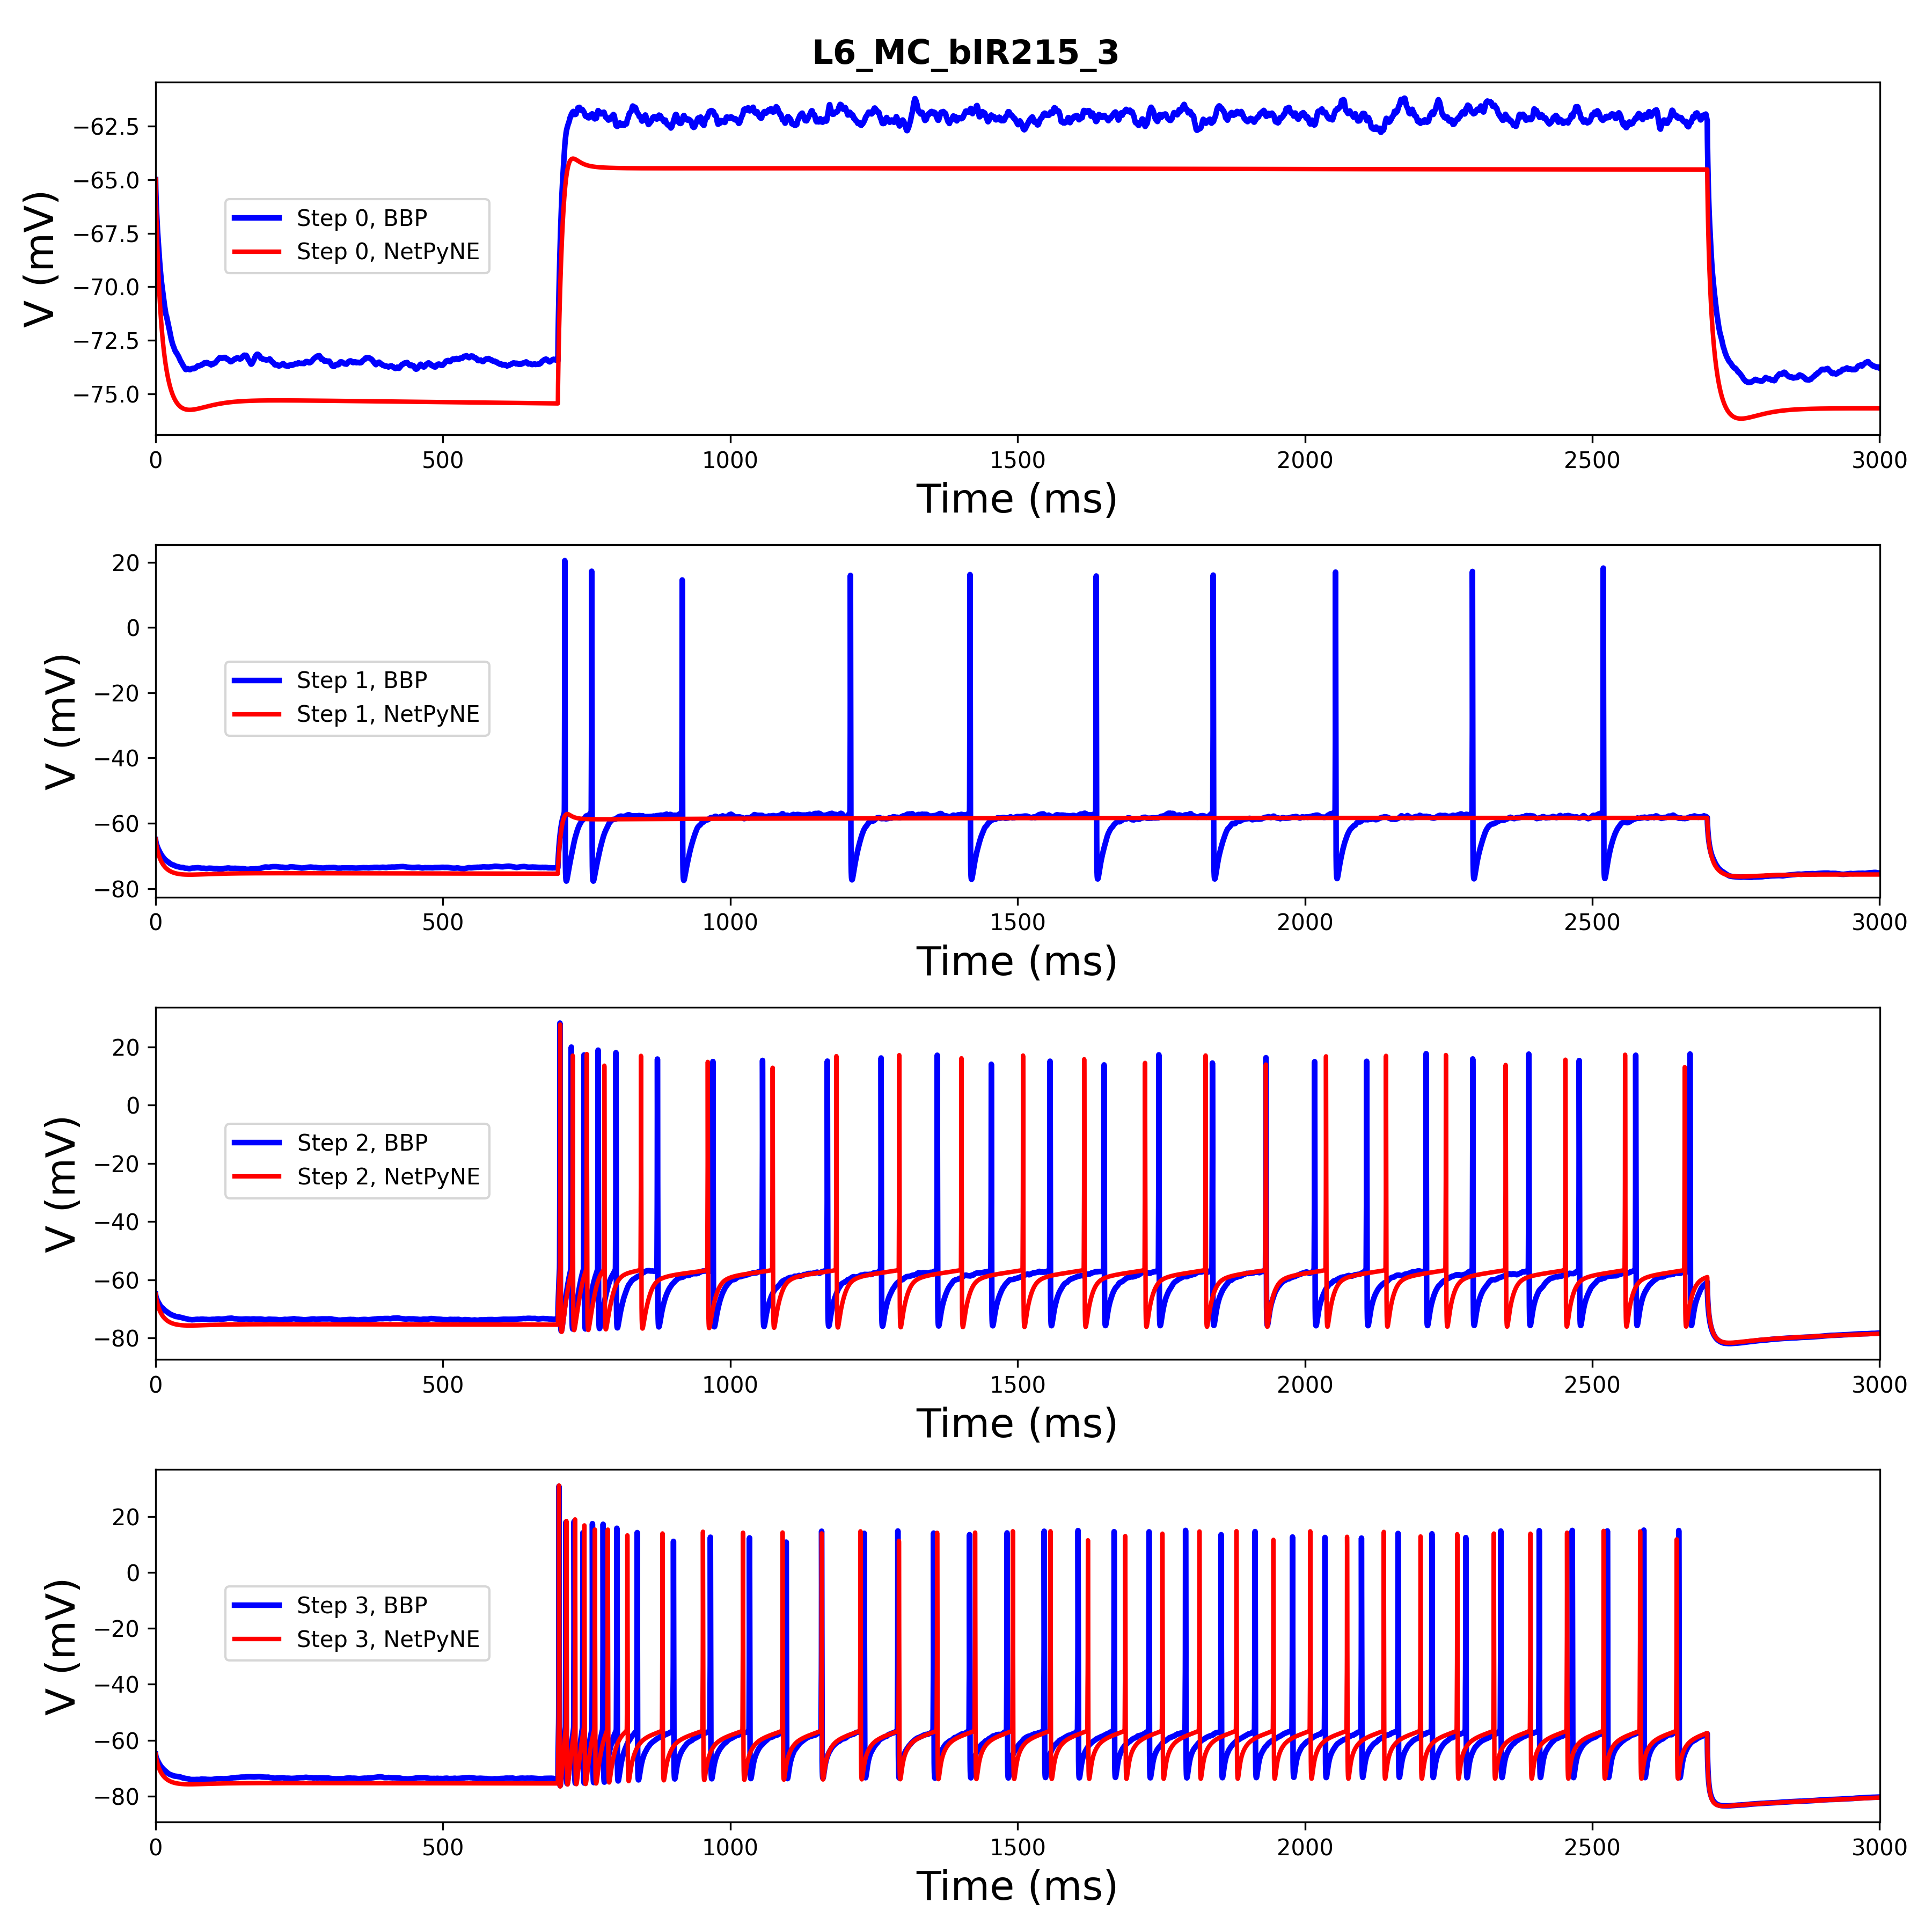 L6_MC_bIR215_3
−62.5
−65.0
−67.5
−70.0
−72.5
−75.0
V (mV)
Step 0, BBP
Step 0, NetPyNE
0 500 1000 1500 2000 2500 3000
Time (ms)
20
0
−20
−40
−60
−80
V (mV)
Step 1, BBP
Step 1, NetPyNE
0 500 1000 1500 2000 2500 3000
Time (ms)
20
0
−20
−40
−60
−80
V (mV)
Step 2, BBP
Step 2, NetPyNE
0 500 1000 1500 2000 2500 3000
Time (ms)
20
0
−20
−40
−60
−80
V (mV)
Step 3, BBP
Step 3, NetPyNE
0 500 1000 1500 2000 2500 3000
Time (ms)